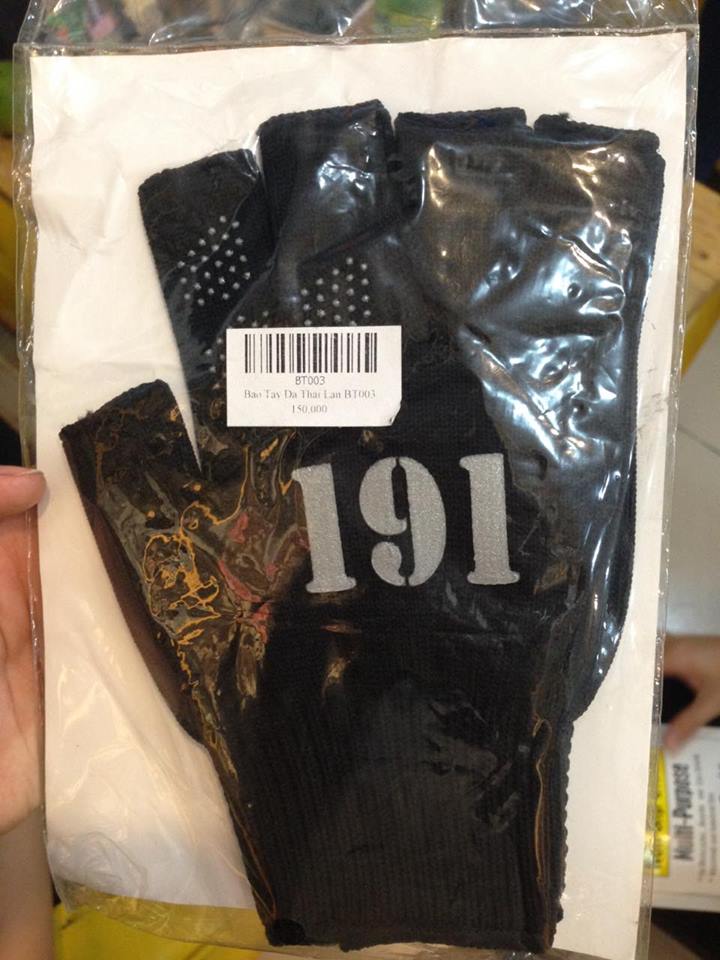 BT003
Bao Tay Da Thai Lan BT003
150,000
191
Multi-Purpose